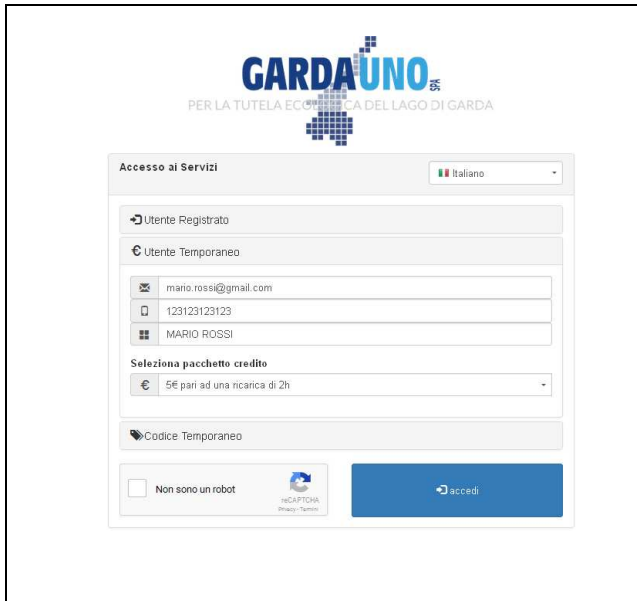 GARDAUNO SPA
PER LA TUTELA ECOLOGICA DEL LAGO DI GARDA
Accesso ai Servizi
Italiano
Utente Registrato
€ Utente Temporaneo
mario.rossi@gmail.com
123123123123
MARIO ROSSI
Seleziona pacchetto credito
€ 5€ pari ad una ricarica di 2h
Codice Temporaneo
Non sono un robot
reCAPTCHA
Privacy - Termini
accedi